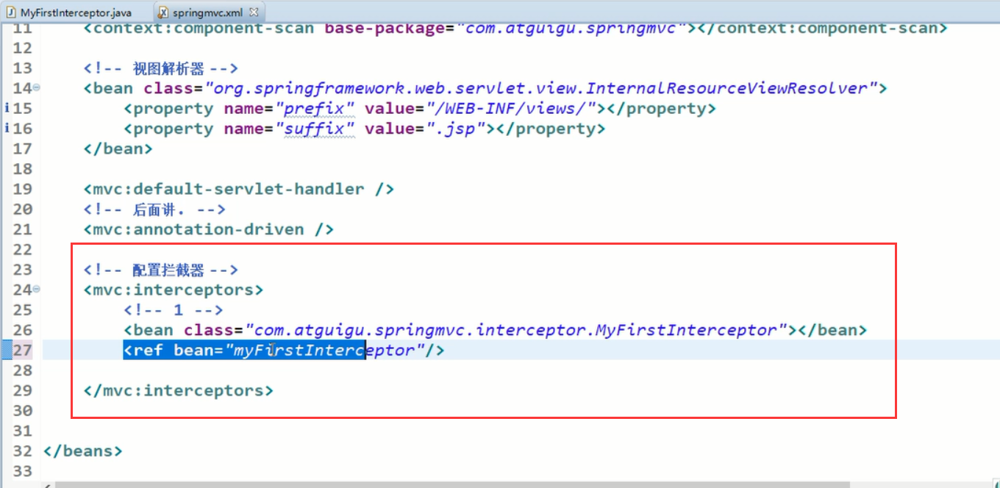 MyFirstInterceptor.java springmvc.xml
11 <context:component-scan base-package="com.atguigu.springmvc"></context:component-scan>
12
13 <!-- 视图解析器 -->
14 <bean class="org.springframework.web.servlet.view.InternalResourceViewResolver">
15 <property name="prefix" value="/WEB-INF/views/"></property>
16 <property name="suffix" value=".jsp"></property>
17 </bean>
18
19 <mvc:default-servlet-handler />
20 <!-- 后面讲. -->
21 <mvc:annotation-driven />
22
23 <!-- 配置拦截器 -->
24 <mvc:interceptors>
25 <!-- 1 -->
26 <bean class="com.atguigu.springmvc.interceptor.MyFirstInterceptor"></bean>
27 <ref bean="myFirstInterceptor"/>
28
29 </mvc:interceptors>
30
31
32 </beans>
33